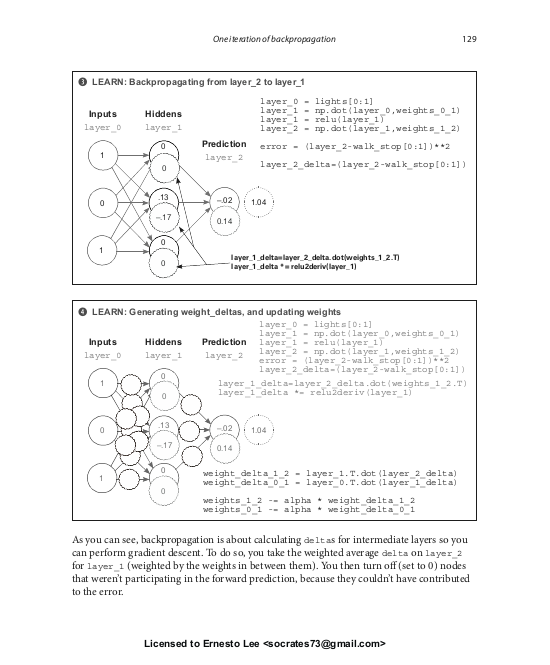 One iteration of backpropagation 129
❸ LEARN: Backpropagating from layer_2 to layer_1
layer_0 = lights[0:1]
layer_1 = np.dot(layer_0,weights_0_1)
layer_1 = relu(layer_1)
layer_2 = np.dot(layer_1,weights_1_2)
error = (layer_2-walk_stop[0:1])**2
layer_2_delta=(layer_2-walk_stop[0:1])
Inputs Hiddens
layer_0 layer_1
Prediction
layer_2
1
0
1
0
0
.13
–.17
0
0
–.02
0.14
1.04
layer_1_delta=layer_2_delta.dot(weights_1_2.T)
layer_1_delta *= relu2deriv(layer_1)
❹ LEARN: Generating weight_deltas, and updating weights
layer_0 = lights[0:1]
layer_1 = np.dot(layer_0,weights_0_1)
layer_1 = relu(layer_1)
layer_2 = np.dot(layer_1,weights_1_2)
error = (layer_2-walk_stop[0:1])**2
layer_2_delta=(layer_2-walk_stop[0:1])
layer_1_delta=layer_2_delta.dot(weights_1_2.T)
layer_1_delta *= relu2deriv(layer_1)
Inputs Hiddens Prediction
layer_0 layer_1 layer_2
1
0
1
0
0
.13
–.17
0
0
–.02
0.14
1.04
weight_delta_1_2 = layer_1.T.dot(layer_2_delta)
weight_delta_0_1 = layer_0.T.dot(layer_1_delta)
weights_1_2 -= alpha * weight_delta_1_2
weights_0_1 -= alpha * weight_delta_0_1
As you can see, backpropagation is about calculating deltas for intermediate layers so you
can perform gradient descent. To do so, you take the weighted average delta on layer_2
for layer_1 (weighted by the weights in between them). You then turn off (set to 0) nodes
that weren't participating in the forward prediction, because they couldn't have contributed
to the error.
Licensed to Ernesto Lee <socrates73@gmail.com>